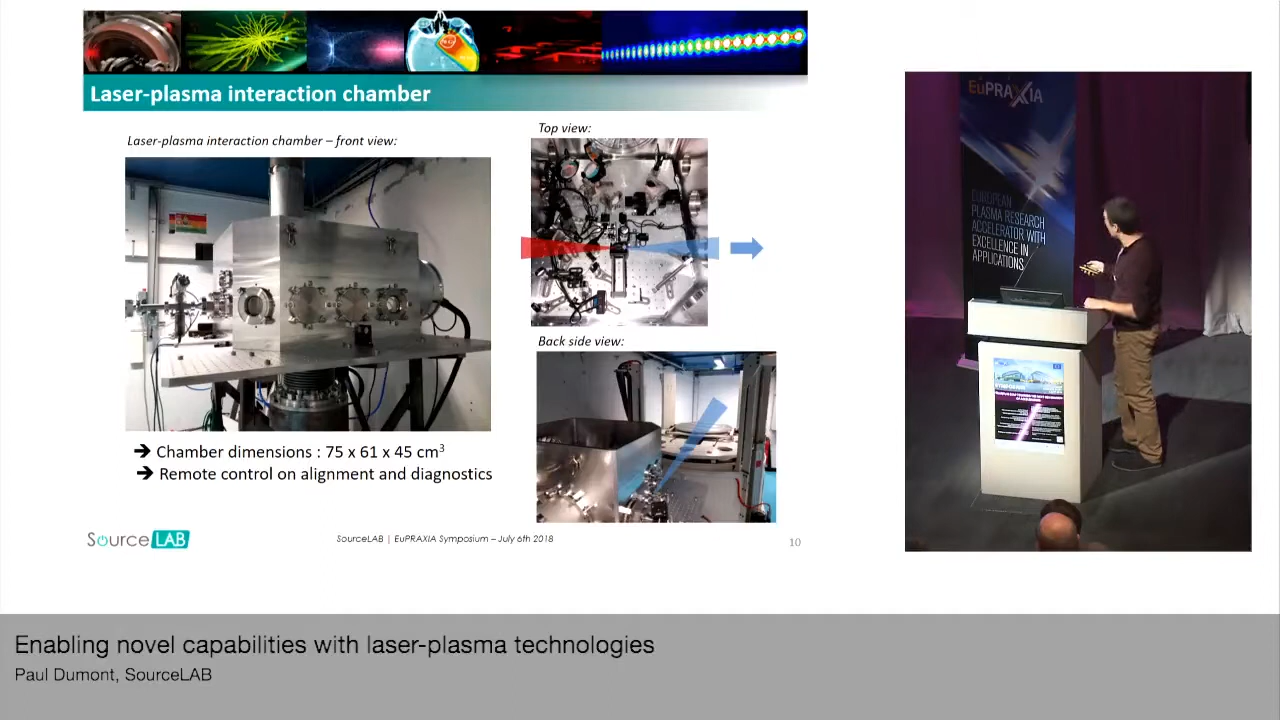 Laser-plasma interaction chamber
Laser-plasma interaction chamber – front view:
Top view:
Back side view:
➔ Chamber dimensions : 75 x 61 x 45 cm³
➔ Remote control on alignment and diagnostics
SourceLAB
SourceLAB | EuPRAXIA Symposium – July 6th 2018
10
EuPRAXIA
EUROPEAN
PLASMA RESEARCH
ACCELERATOR WITH
EXCELLENCE IN
APPLICATIONS
SYMPOSIUM
Enabling novel capabilities with laser-plasma technologies
Paul Dumont, SourceLAB